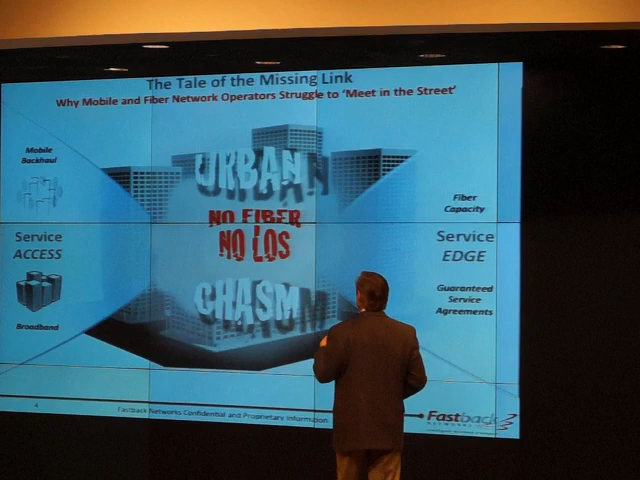 The Tale of the Missing Link
Why Mobile and Fiber Network Operators Struggle to 'Meet in the Street'
Mobile
Backhaul
Service
ACCESS
Broadband
URBAN
NO FIBER
NO LOS
CHASM
Fiber
Capacity
Service
EDGE
Guaranteed
Service
Agreements
4
Fastback Networks Confidential and Proprietary Information
Fastback
NETWORKS